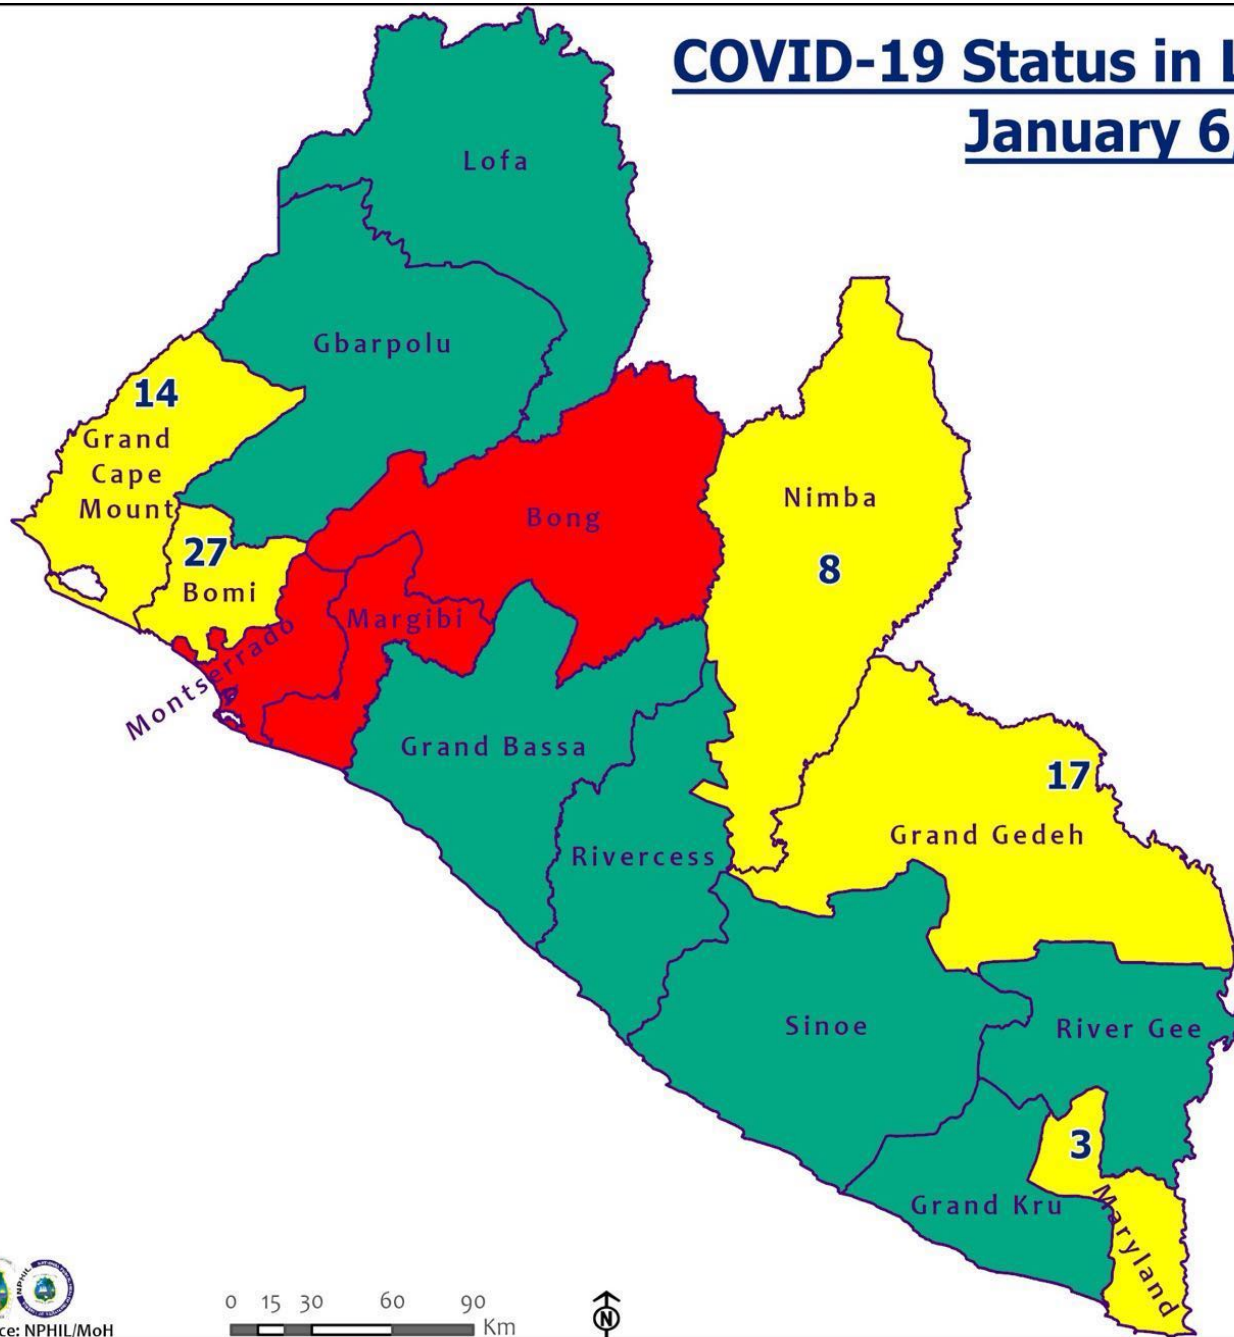 COVID-19 Status in L
January 6,
Lofa
Gbarpolu
14
Grand
Cape
Mount
27
Bomi
Bong
Nimba
8
Margibi
Montserrado
Grand Bassa
17
Grand Gedeh
Rivercess
Sinoe
River Gee
3
Maryland
Grand Kru
0 15 30 60 90
Km
N
ce: NPHIL/MoH